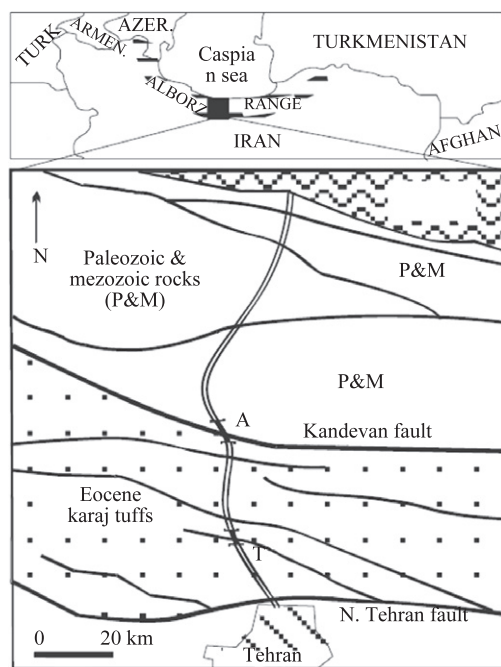 TURK
ARMEN.
AZER.
Caspia
n sea
TURKMENISTAN
ALBORZ
RANGE
IRAN
AFGHAN
N
Paleozoic &
mezozoic rocks
(P&M)
P&M
P&M
A
Kandevan fault
Eocene
karaj tuffs
T
N. Tehran fault
0 20 km
Tehran